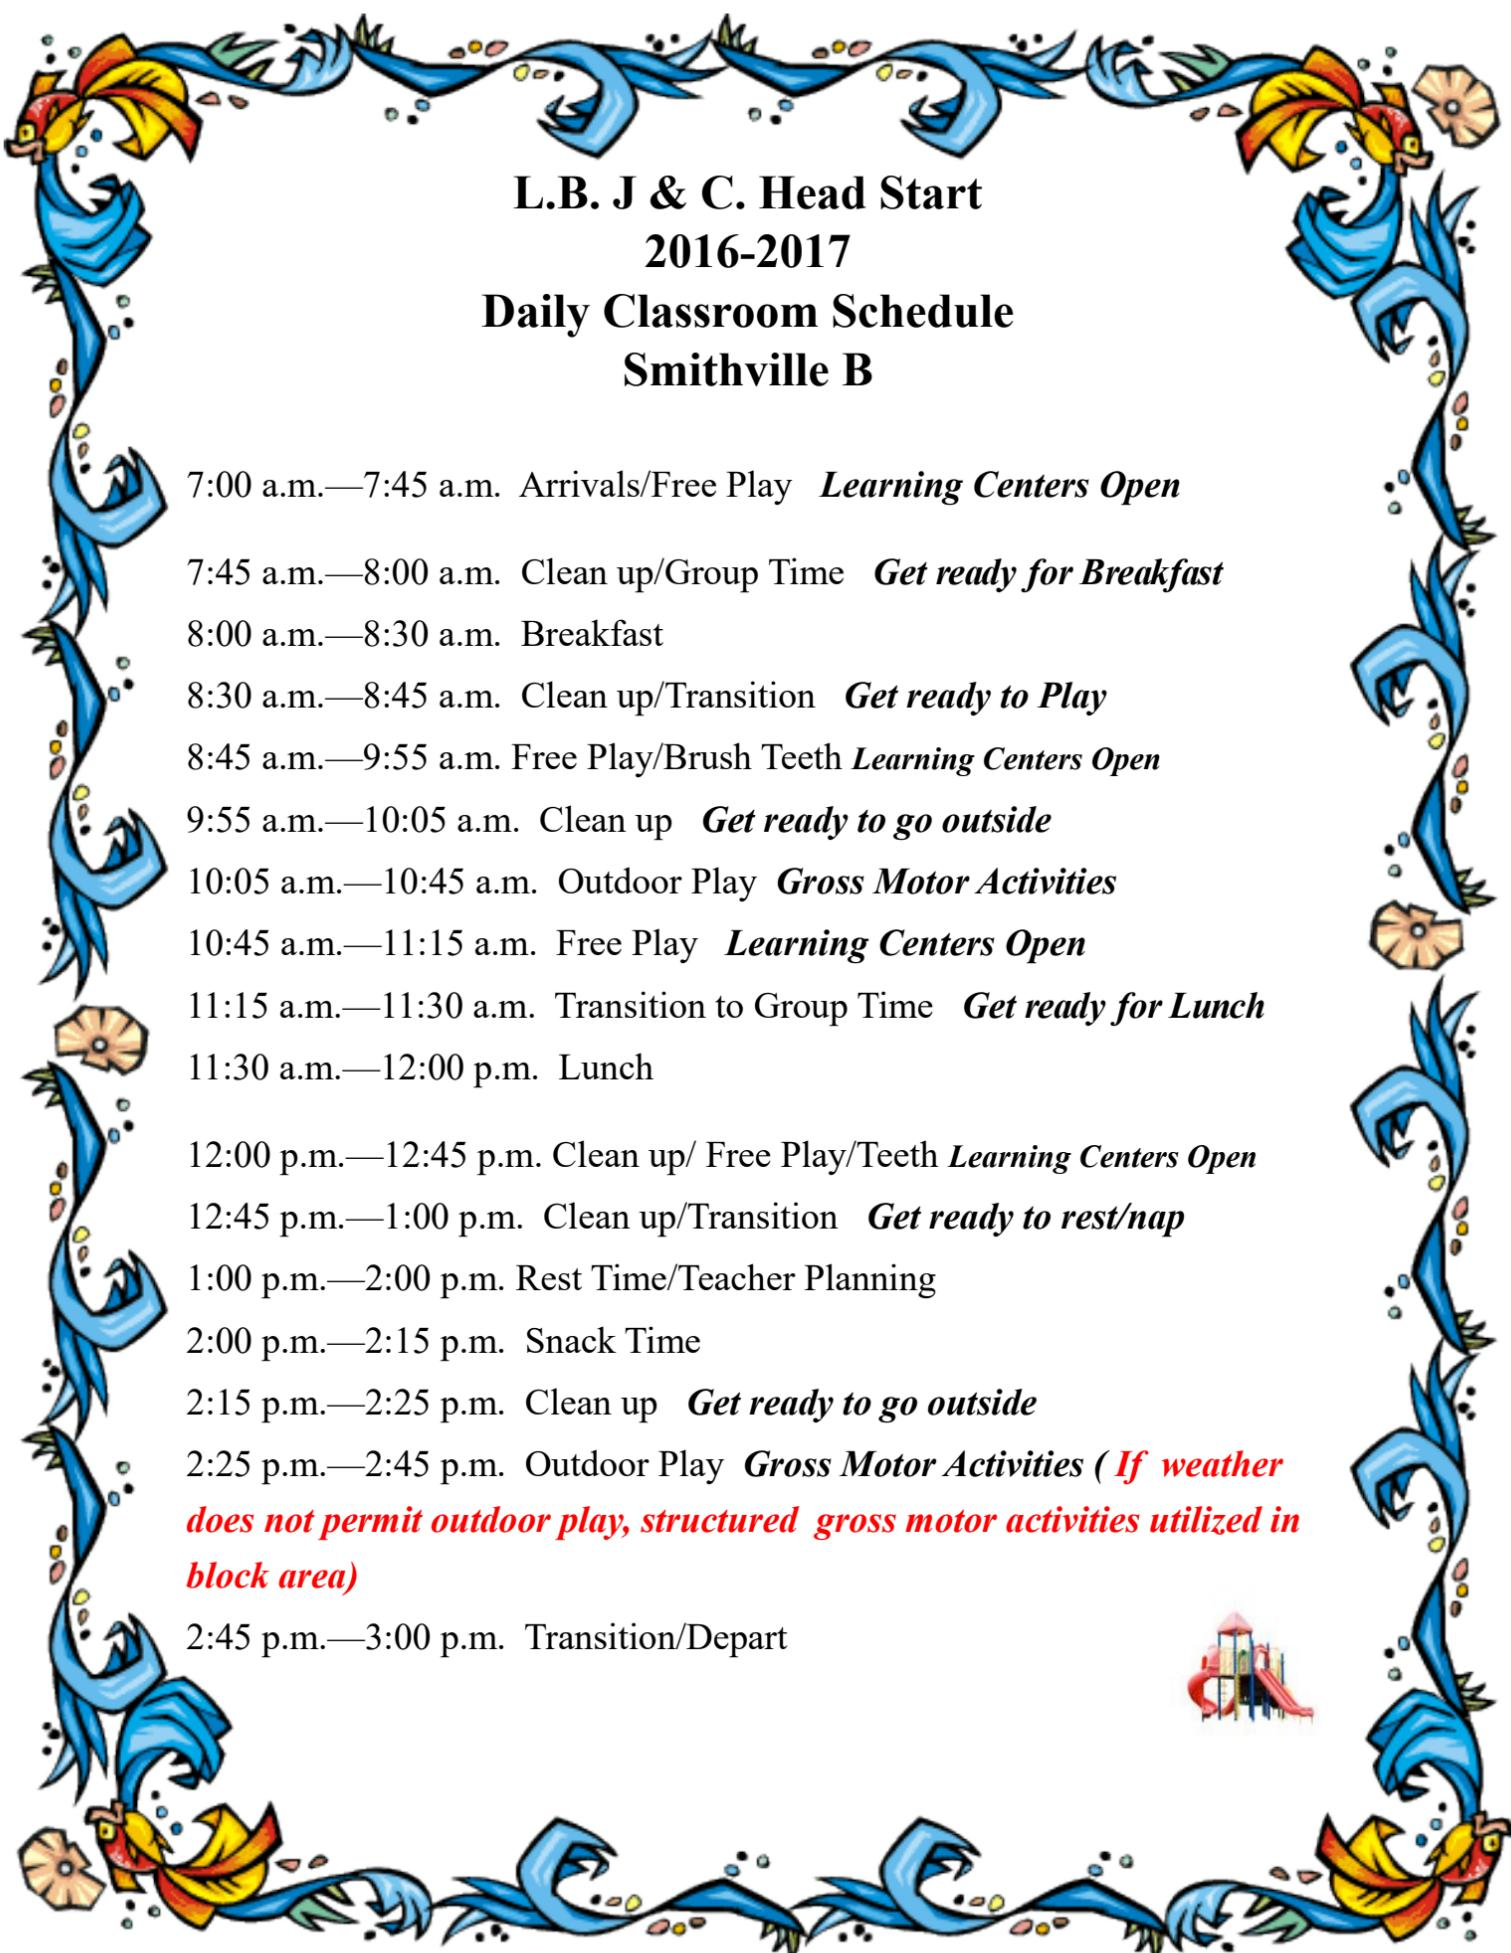 L.B. J & C. Head Start
2016-2017
Daily Classroom Schedule
Smithville B
7:00 a.m.—7:45 a.m. Arrivals/Free Play Learning Centers Open
7:45 a.m.—8:00 a.m. Clean up/Group Time Get ready for Breakfast
8:00 a.m.—8:30 a.m. Breakfast
8:30 a.m.—8:45 a.m. Clean up/Transition Get ready to Play
8:45 a.m.—9:55 a.m. Free Play/Brush Teeth Learning Centers Open
9:55 a.m.—10:05 a.m. Clean up Get ready to go outside
10:05 a.m.—10:45 a.m. Outdoor Play Gross Motor Activities
10:45 a.m.—11:15 a.m. Free Play Learning Centers Open
11:15 a.m.—11:30 a.m. Transition to Group Time Get ready for Lunch
11:30 a.m.—12:00 p.m. Lunch
12:00 p.m.—12:45 p.m. Clean up/ Free Play/Teeth Learning Centers Open
12:45 p.m.—1:00 p.m. Clean up/Transition Get ready to rest/nap
1:00 p.m.—2:00 p.m. Rest Time/Teacher Planning
2:00 p.m.—2:15 p.m. Snack Time
2:15 p.m.—2:25 p.m. Clean up Get ready to go outside
2:25 p.m.—2:45 p.m. Outdoor Play Gross Motor Activities ( If weather
does not permit outdoor play, structured gross motor activities utilized in
block area)
2:45 p.m.—3:00 p.m. Transition/Depart